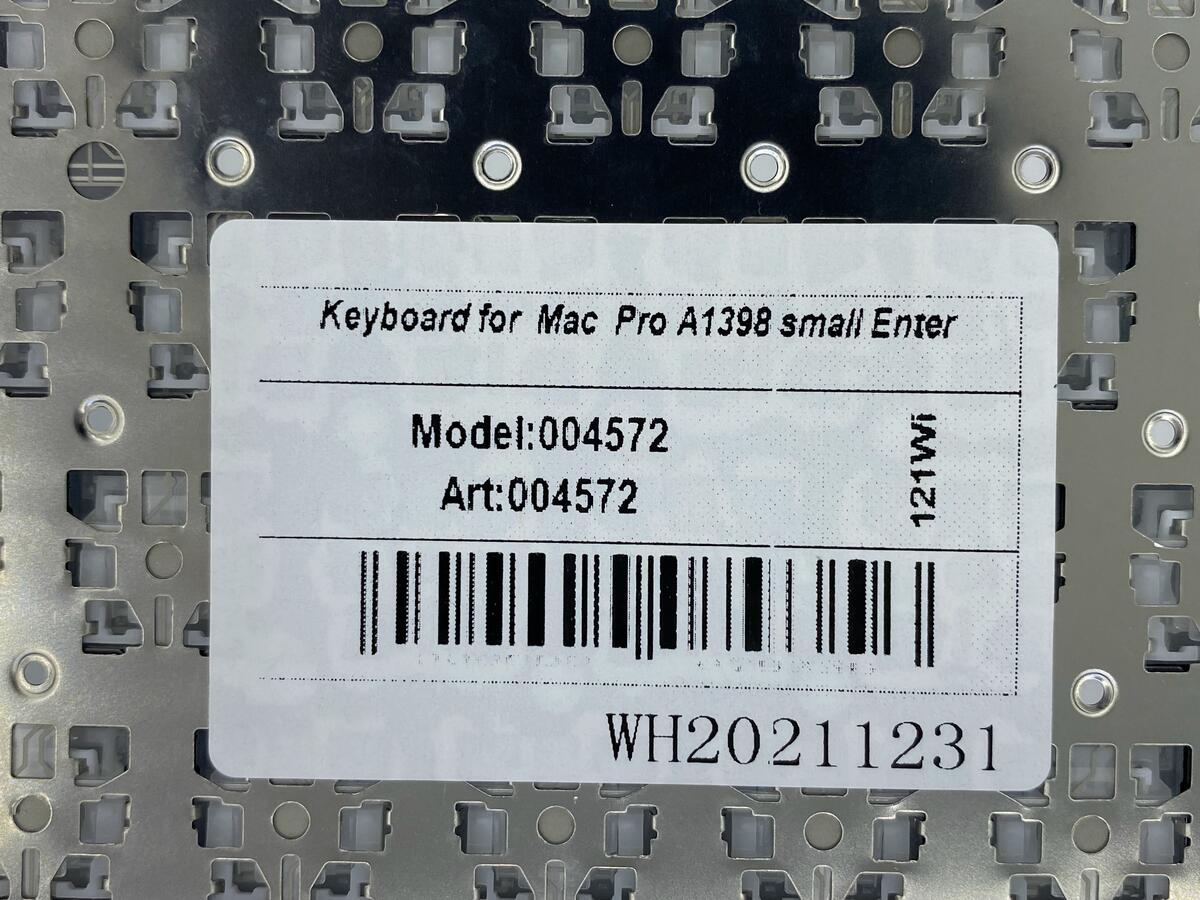 Keyboard for Mac Pro A1398 small Enter
Model:004572
Art:004572
121Wi
WH20211231